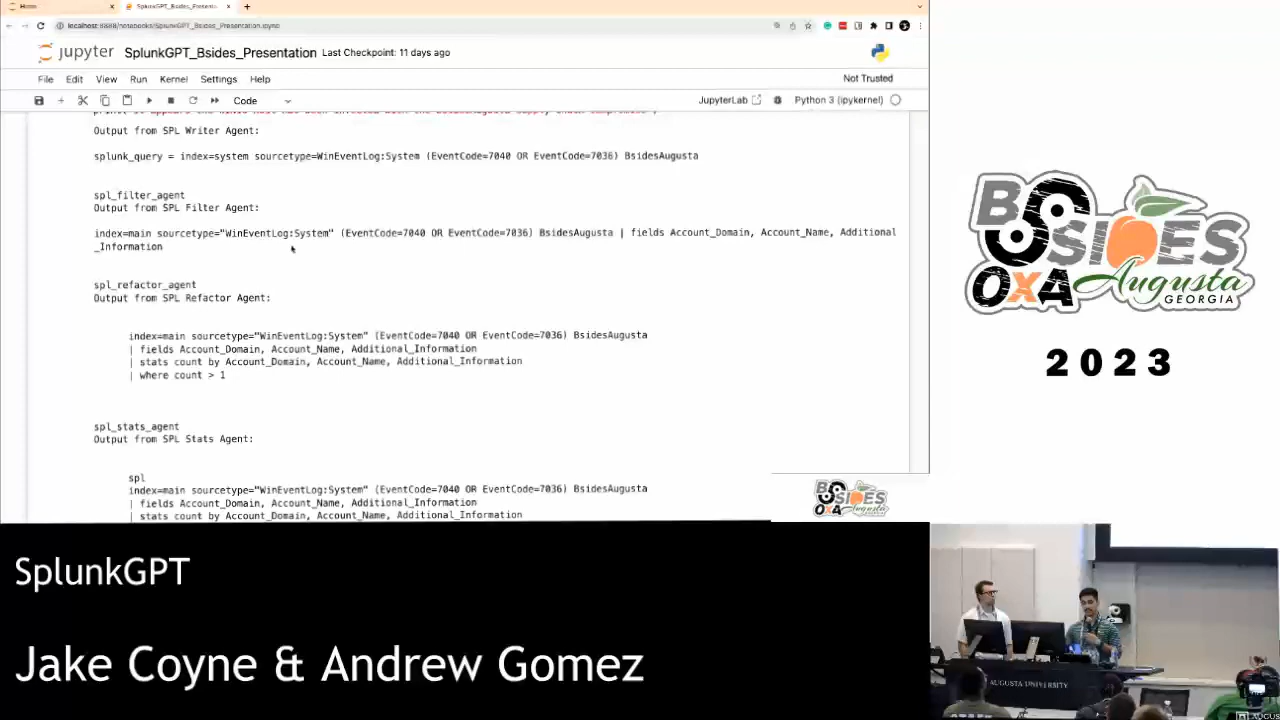 Home
SplunkGPT_Bsides_Presenta
localhost:8888/notebooks/SplunkGPT_Bsides_Presentation.ipynb
jupyter SplunkGPT_Bsides_Presentation Last Checkpoint: 11 days ago
File Edit View Run Kernel Settings Help Not Trusted
Code JupyterLab Python 3 (ipykernel)
Output from SPL Writer Agent:
splunk_query = index=system sourcetype=WinEventLog:System (EventCode=7040 OR EventCode=7036) BsidesAugusta
spl_filter_agent
Output from SPL Filter Agent:
index=main sourcetype="WinEventLog:System" (EventCode=7040 OR EventCode=7036) BsidesAugusta | fields Account_Domain, Account_Name, Additional
_Information
spl_refactor_agent
Output from SPL Refactor Agent:
index=main sourcetype="WinEventLog:System" (EventCode=7040 OR EventCode=7036) BsidesAugusta
| fields Account_Domain, Account_Name, Additional_Information
| stats count by Account_Domain, Account_Name, Additional_Information
| where count > 1
spl_stats_agent
Output from SPL Stats Agent:
spl
index=main sourcetype="WinEventLog:System" (EventCode=7040 OR EventCode=7036) BsidesAugusta
| fields Account_Domain, Account_Name, Additional_Information
| stats count by Account_Domain, Account_Name, Additional_Information
BSIDES
OXA Augusta
GEORGIA
2023
BSIDES
OXA Augusta
SplunkGPT
Jake Coyne & Andrew Gomez
AUGUSTA UNIVERSITY